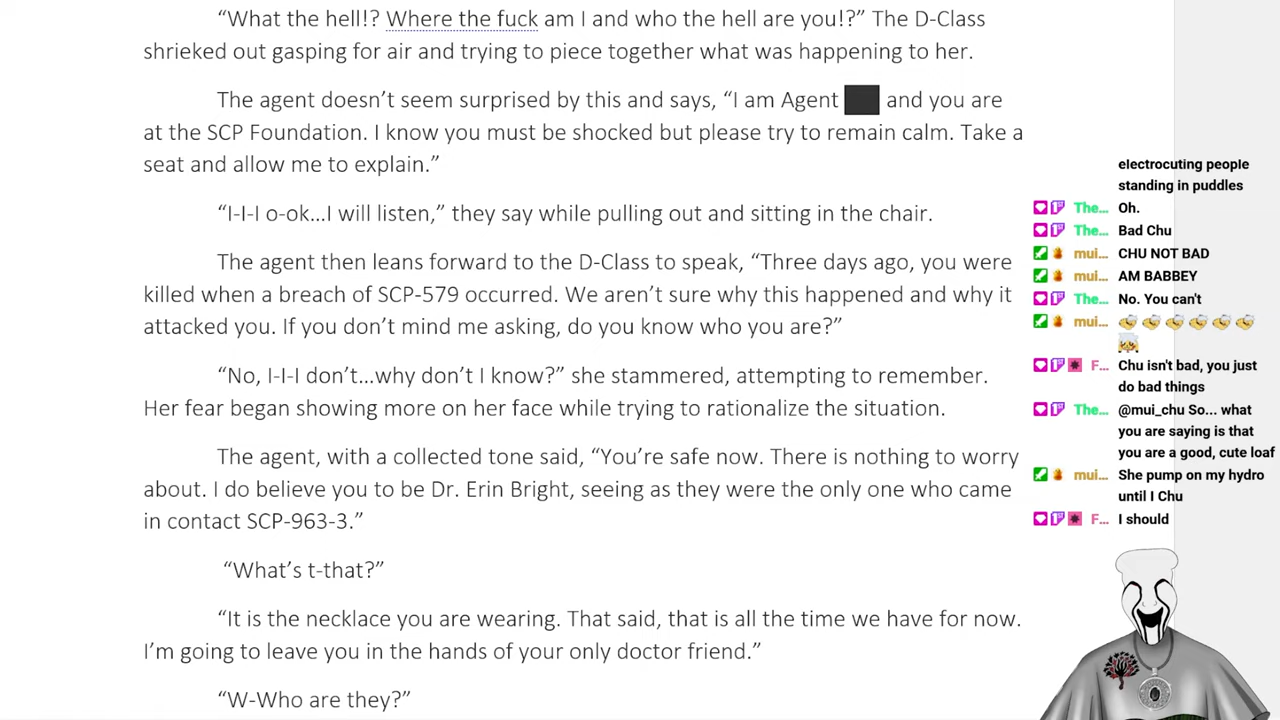 “What the hell!? Where the fuck am I and who the hell are you!?” The D-Class
shrieked out gasping for air and trying to piece together what was happening to her.
The agent doesn’t seem surprised by this and says, “I am Agent and you are
at the SCP Foundation. I know you must be shocked but please try to remain calm. Take a
seat and allow me to explain.”
“I-I-I o-ok...I will listen,” they say while pulling out and sitting in the chair.
The agent then leans forward to the D-Class to speak, “Three days ago, you were
killed when a breach of SCP-579 occurred. We aren’t sure why this happened and why it
attacked you. If you don’t mind me asking, do you know who you are?”
“No, I-I-I don’t...why don’t I know?” she stammered, attempting to remember.
Her fear began showing more on her face while trying to rationalize the situation.
The agent, with a collected tone said, “You’re safe now. There is nothing to worry
about. I do believe you to be Dr. Erin Bright, seeing as they were the only one who came
in contact SCP-963-3.”
“What’s t-that?”
“It is the necklace you are wearing. That said, that is all the time we have for now.
I’m going to leave you in the hands of your only doctor friend.”
“W-Who are they?”
electrocuting people
standing in puddles
The... Oh.
The... Bad Chu
mui... CHU NOT BAD
mui... AM BABBEY
The... No. You can't
mui...
F... Chu isn't bad, you just
do bad things
The... @mui_chu So... what
you are saying is that
you are a good, cute loaf
mui... She pump on my hydro
until I Chu
F... I should